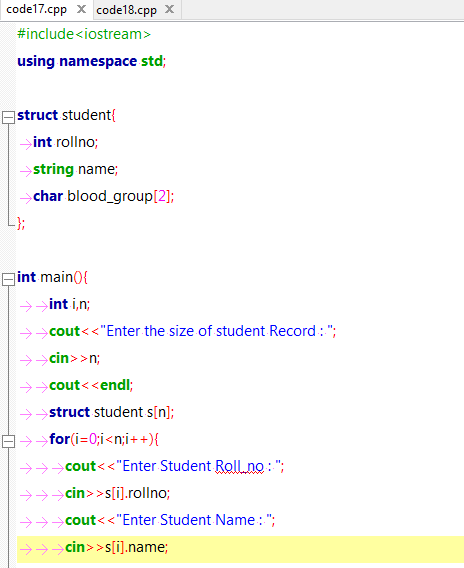 code17.cpp code18.cpp
#include<iostream>
using namespace std;
struct student{
int rollno;
string name;
char blood_group[2];
};
int main(){
int i,n;
cout<<"Enter the size of student Record : ";
cin>>n;
cout<<endl;
struct student s[n];
for(i=0;i<n;i++){
cout<<"Enter Student Roll_no : ";
cin>>s[i].rollno;
cout<<"Enter Student Name : ";
cin>>s[i].name;